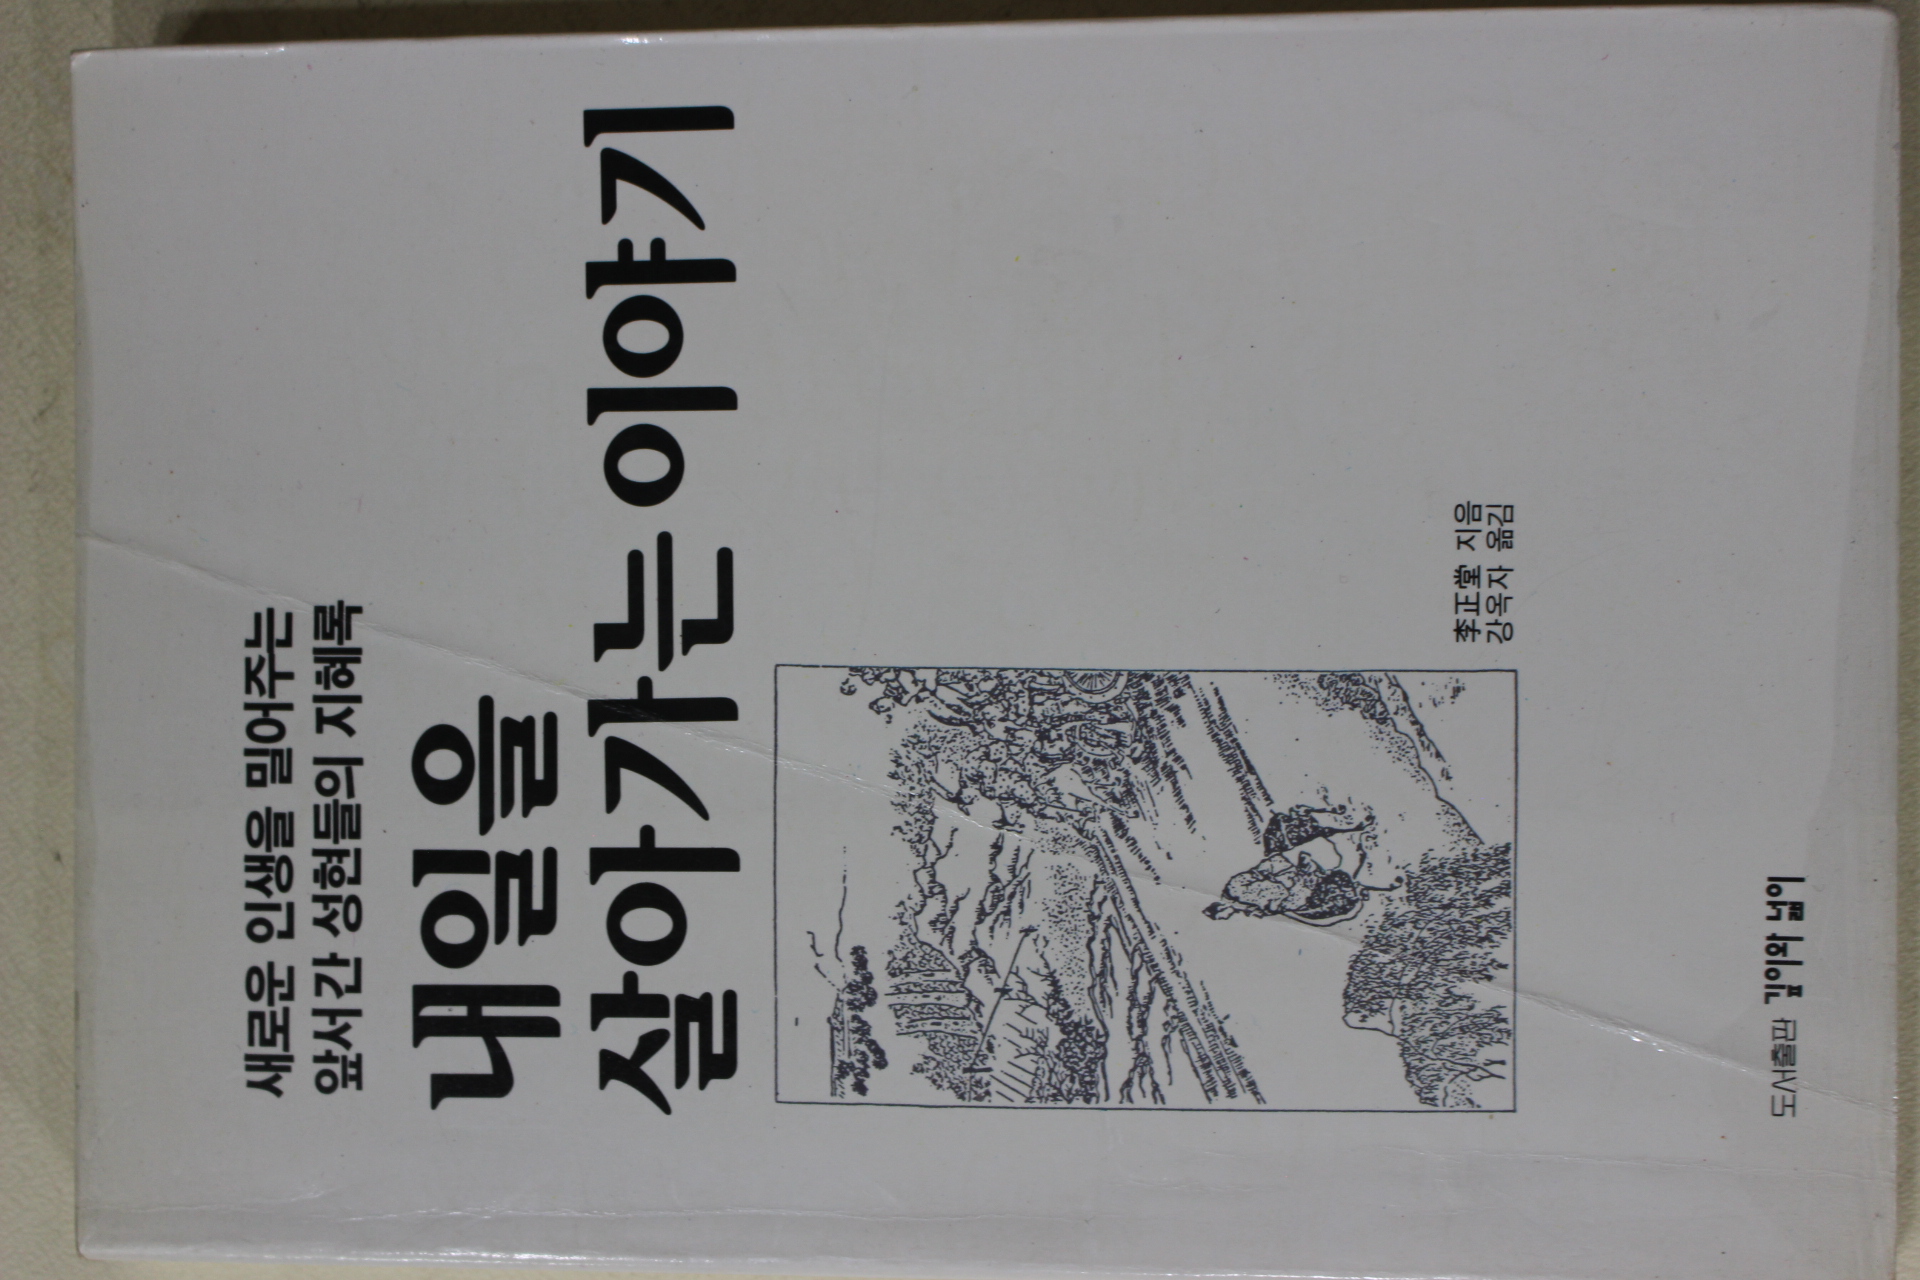 새로운 인생을 밀어주는
앞서간 성현들의 지혜록
내일을
살아가는 이야기
李正堂 지음
강옥자 옮김
도서출판 깊이와 넓이